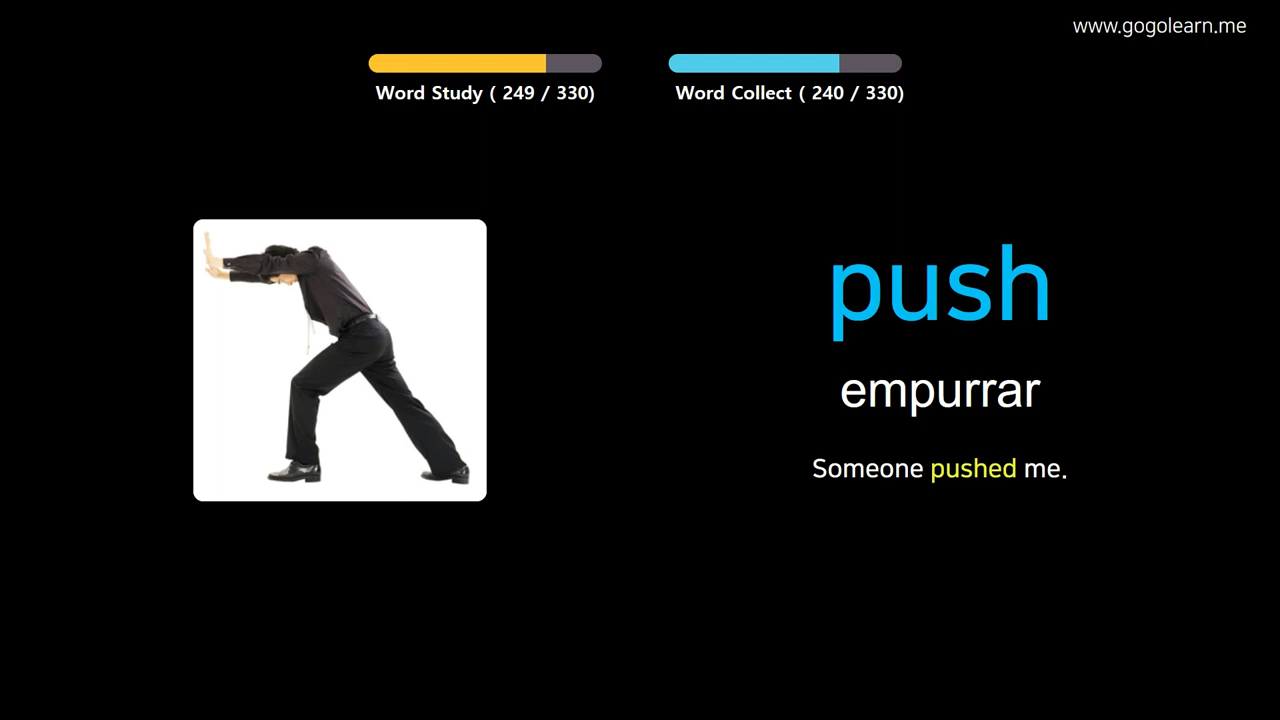 www.gogolearn.me
Word Study ( 249 / 330)
Word Collect ( 240 / 330)
push
empurrar
Someone pushed me.